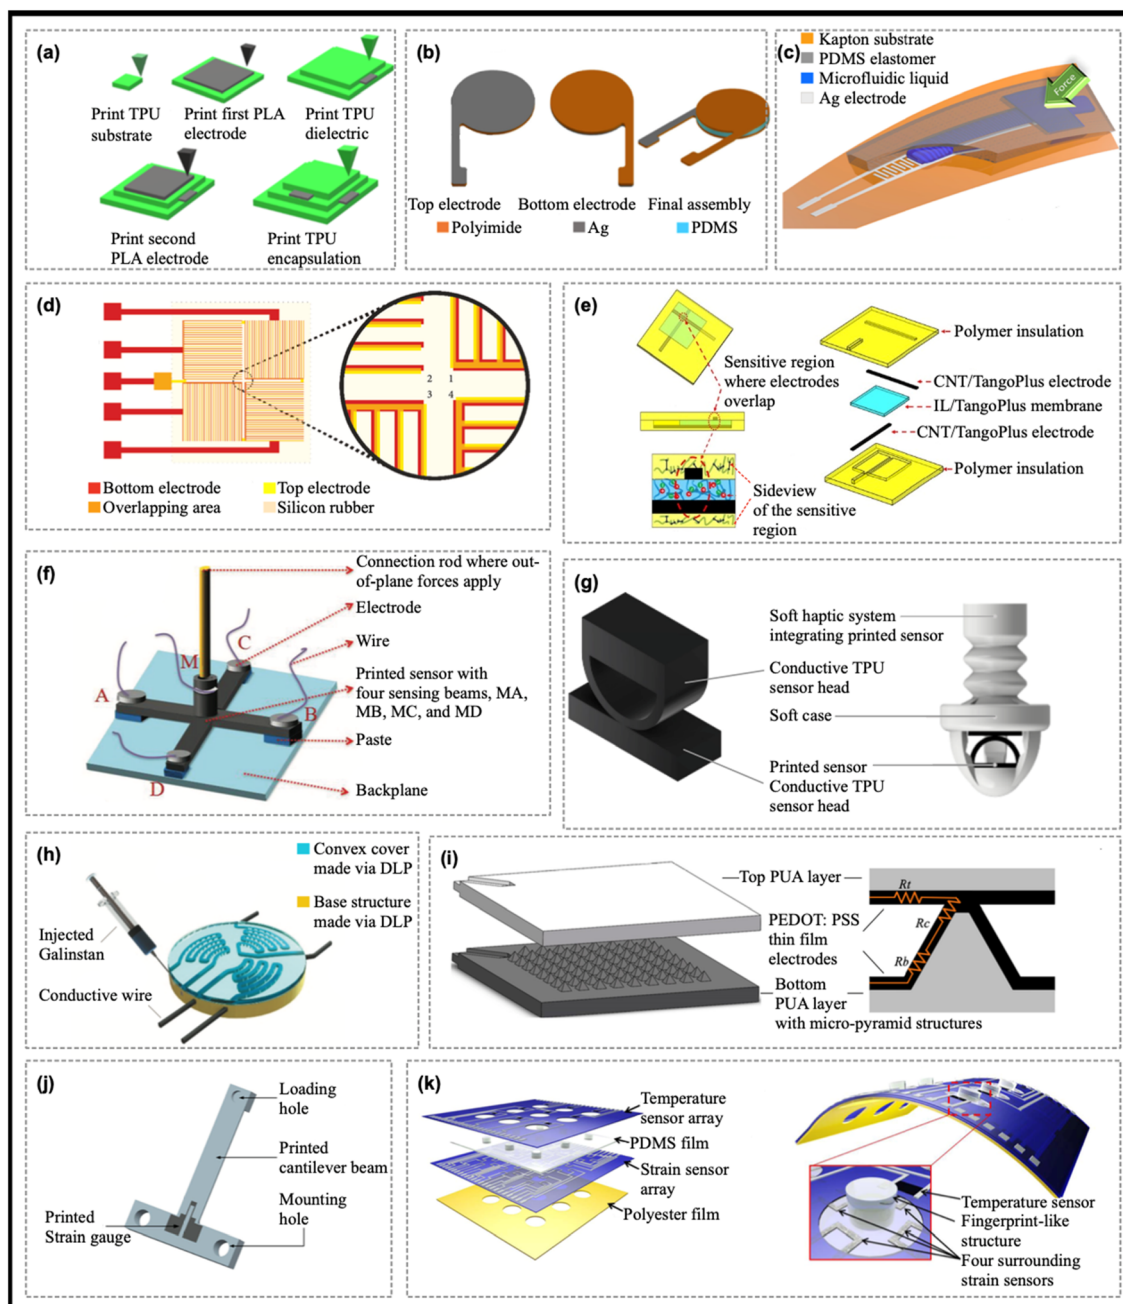 (a)
Print TPU
substrate
Print first PLA
electrode
Print TPU
dielectric
Print second
PLA electrode
Print TPU
encapsulation
(b)
Top electrode
Bottom electrode
Final assembly
Polyimide
Ag
PDMS
(c)
Kapton substrate
PDMS elastomer
Microfluidic liquid
Ag electrode
Force
(d)
2 1
3 4
Bottom electrode
Top electrode
Overlapping area
Silicon rubber
(e)
Sensitive region
where electrodes
overlap
Sideview
of the sensitive
region
Polymer insulation
CNT/TangoPlus electrode
IL/TangoPlus membrane
CNT/TangoPlus electrode
Polymer insulation
(f)
A
M
C
B
D
Connection rod where out-
of-plane forces apply
Electrode
Wire
Printed sensor with
four sensing beams, MA,
MB, MC, and MD
Paste
Backplane
(g)
Soft haptic system
integrating printed sensor
Conductive TPU
sensor head
Soft case
Printed sensor
Conductive TPU
sensor head
(h)
Convex cover
made via DLP
Base structure
made via DLP
Injected
Galinstan
Conductive wire
(i)
Top PUA layer
PEDOT: PSS
thin film
electrodes
Bottom
PUA layer
with micro-pyramid structures
Rt
Rc
Rb
(j)
Loading
hole
Printed
cantilever beam
Mounting
hole
Printed
Strain gauge
(k)
Temperature
sensor array
PDMS film
Strain sensor
array
Polyester film
Temperature sensor
Fingerprint-like
structure
Four surrounding
strain sensors